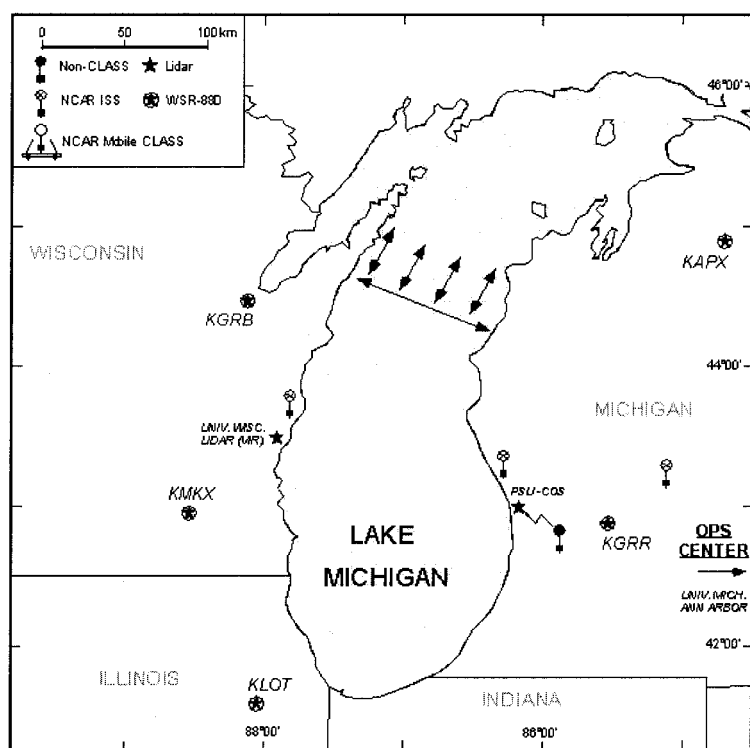 0 50 100 km
Non-CLASS Lidar
NCAR ISS WSR-88D
NCAR Mobile CLASS
46°00'
WISCONSIN
KAPX
KGRB
44°00'
MICHIGAN
UNIV. WISC.
LIDAR (MR)
PSU-COS
KMKX
KGRR
OPS
CENTER
LAKE
MICHIGAN
UNIV. MICH.
ANN ARBOR
42°00'
ILLINOIS
KLOT
INDIANA
88°00'
86°00'